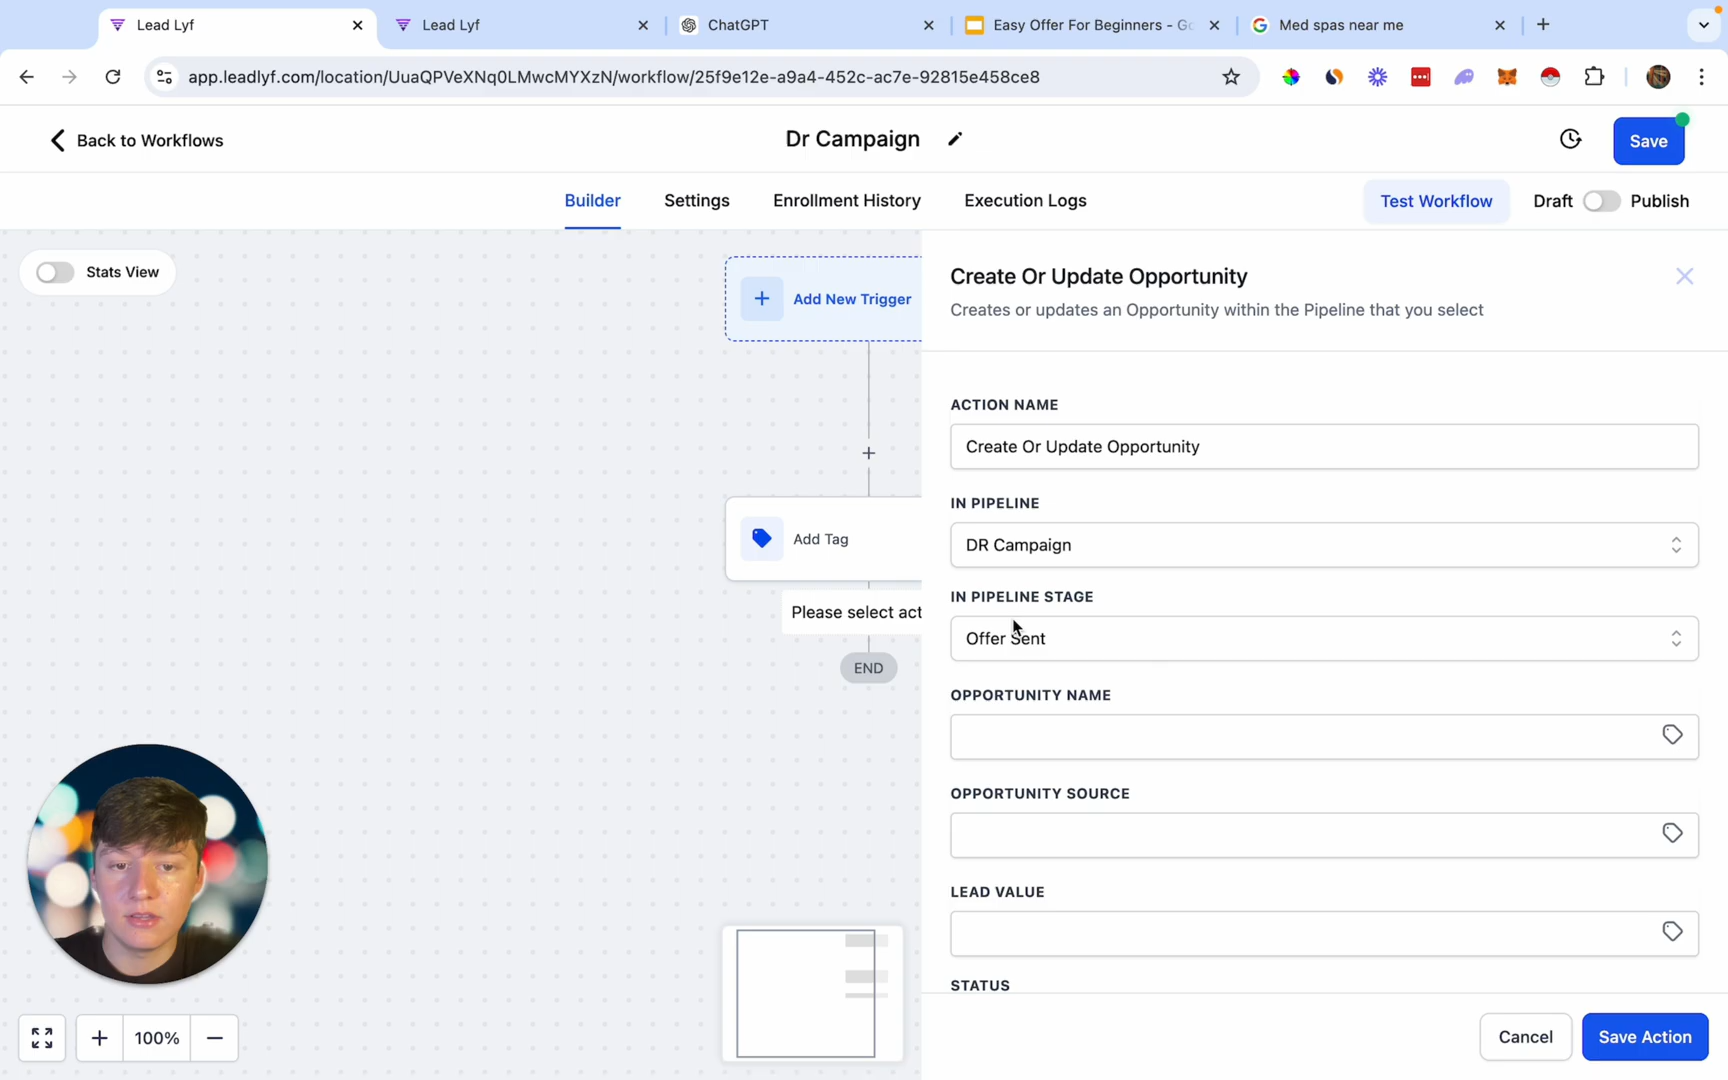 Lead Lyf
Lead Lyf
ChatGPT
Easy Offer For Beginners - Go
Med spas near me
app.leadlyf.com/location/UuaQPVeXNq0LMwcMYXzN/workflow/25f9e12e-a9a4-452c-ac7e-92815e458ce8
Back to Workflows
Dr Campaign
Save
Builder
Settings
Enrollment History
Execution Logs
Test Workflow
Draft
Publish
Stats View
Add New Trigger
Add Tag
Please select act
END
100%
Create Or Update Opportunity
Creates or updates an Opportunity within the Pipeline that you select
ACTION NAME
Create Or Update Opportunity
IN PIPELINE
DR Campaign
IN PIPELINE STAGE
Offer Sent
OPPORTUNITY NAME
OPPORTUNITY SOURCE
LEAD VALUE
STATUS
Cancel
Save Action